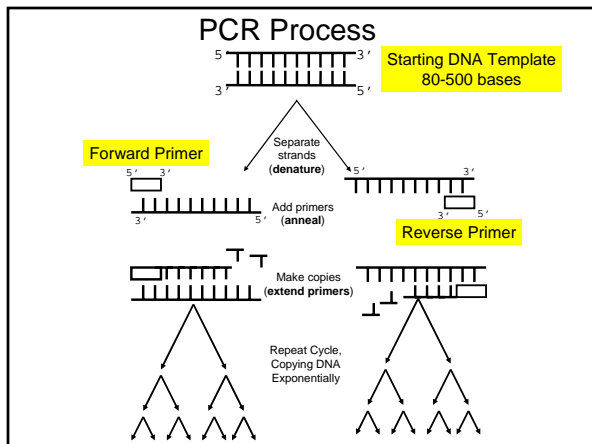 PCR Process
5’ 3’
3’ 5’
Starting DNA Template
80-500 bases
Separate
strands
(denature)
Forward Primer
5’ 3’
3’ 5’
Add primers
(anneal)
5’ 3’
3’ 5’
Reverse Primer
Make copies
(extend primers)
Repeat Cycle,
Copying DNA
Exponentially